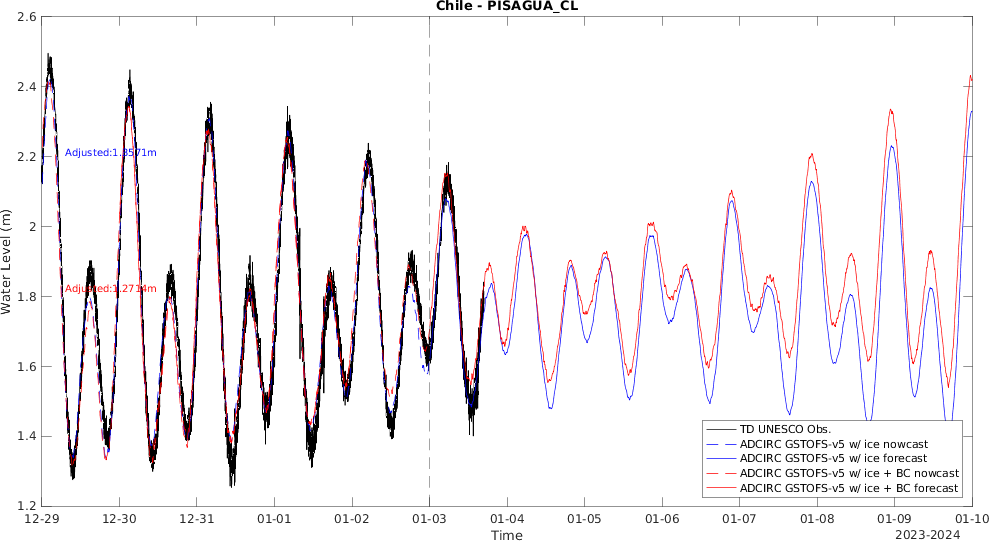 Chile - PISAGUA_CL
Water Level (m)
2.6
2.4
2.2
2
1.8
1.6
1.4
1.2
Adjusted:1.3571m
Adjusted:1.2714m
TD UNESCO Obs.
ADCIRC GSTOFS-v5 w/ ice nowcast
ADCIRC GSTOFS-v5 w/ ice forecast
ADCIRC GSTOFS-v5 w/ ice + BC nowcast
ADCIRC GSTOFS-v5 w/ ice + BC forecast
12-29 12-30 12-31 01-01 01-02 01-03 01-04 01-05 01-06 01-07 01-08 01-09 01-10
Time
2023-2024